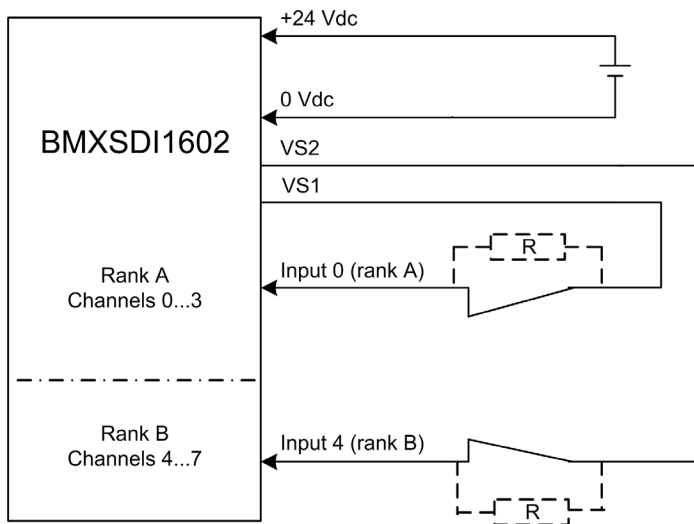 +24 Vdc
0 Vdc
BMXSDI1602
VS2
VS1
R
Rank A
Channels 0...3
Input 0 (rank A)
Rank B
Channels 4...7
Input 4 (rank B)
R